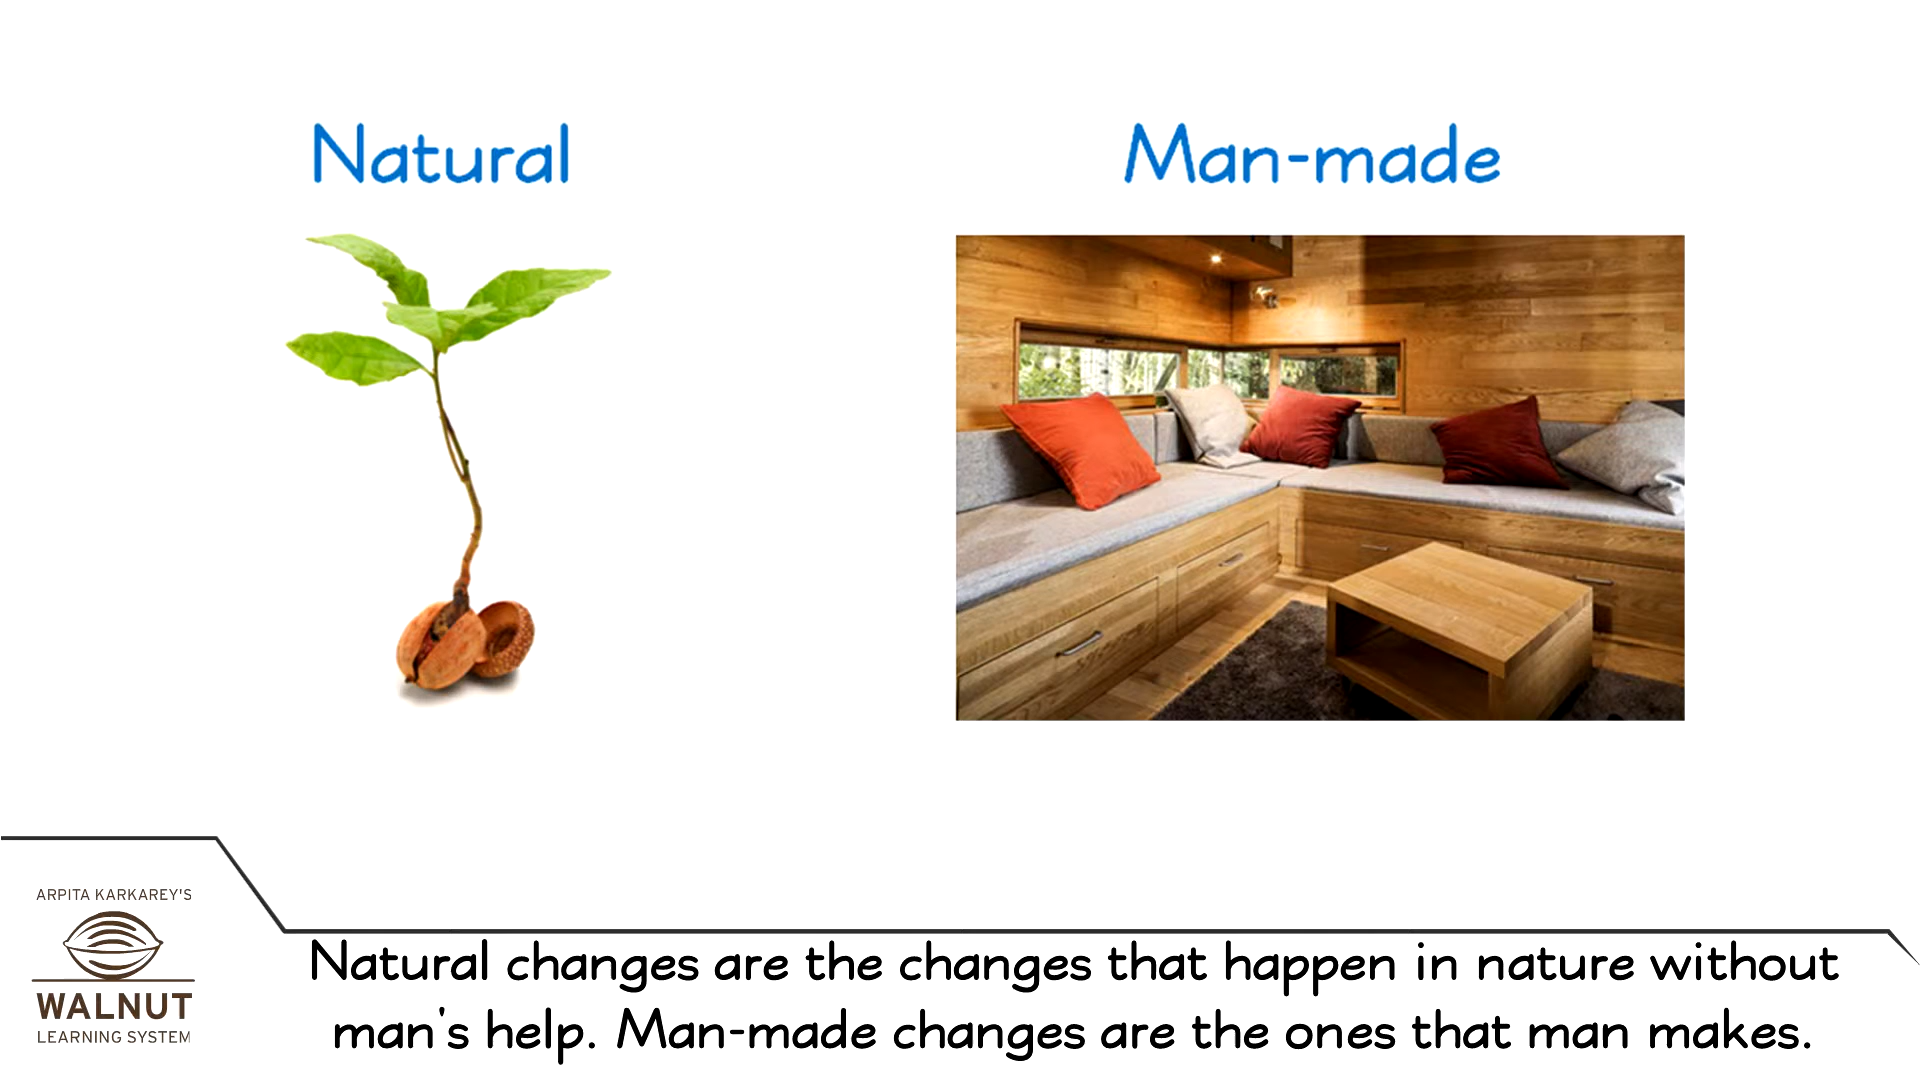 Natural
Man-made
ARPITA KARKAREY'S
WALNUT
LEARNING SYSTEM
Natural changes are the changes that happen in nature without
man's help. Man-made changes are the ones that man makes.